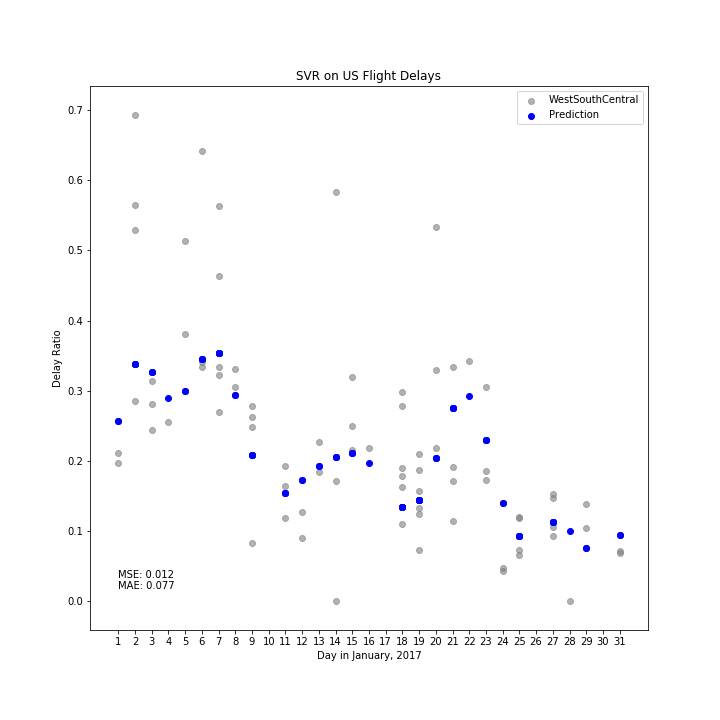 SVR on US Flight Delays
WestSouthCentral
Prediction
Delay Ratio
0.7
0.6
0.5
0.4
0.3
0.2
0.1
0.0
MSE: 0.012
MAE: 0.077
1 2 3 4 5 6 7 8 9 10 11 12 13 14 15 16 17 18 19 20 21 22 23 24 25 26 27 28 29 30 31
Day in January, 2017